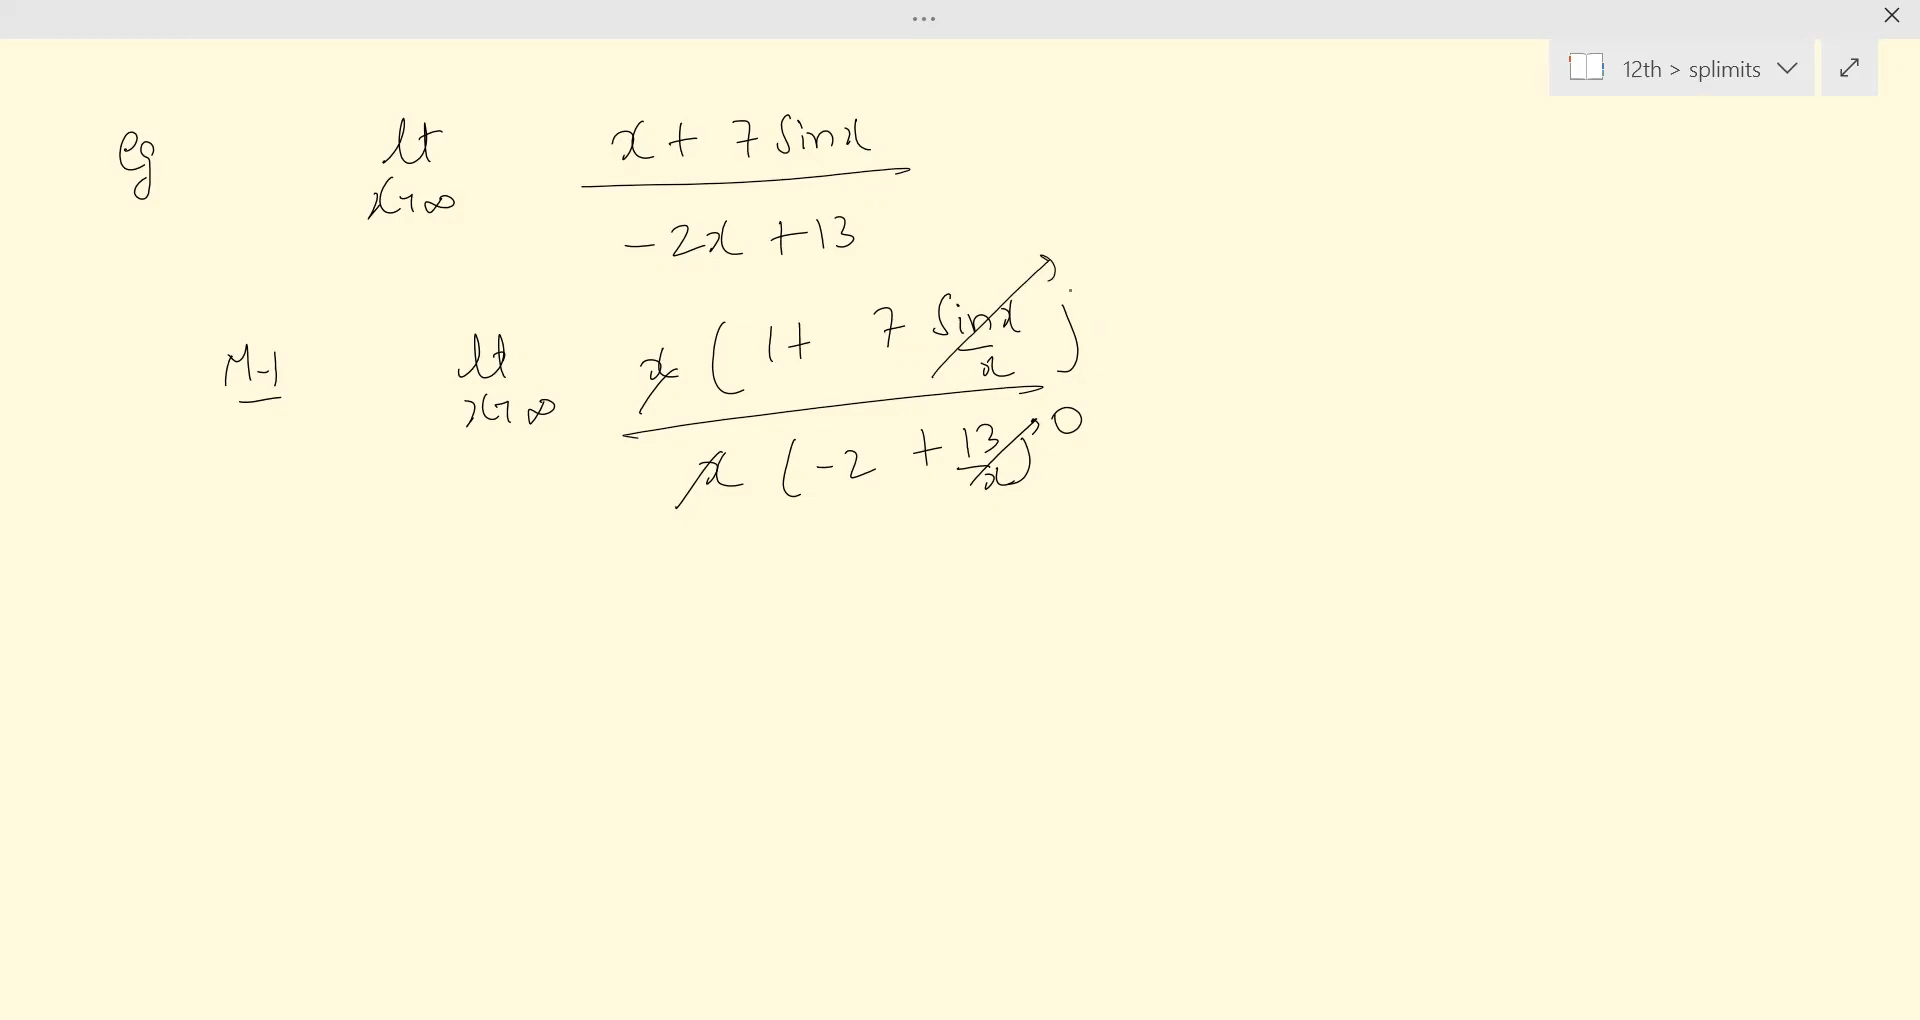 12th > splimits
eg lt x + 7 sinx
x→∞ -2x +13
M-1 lt x (1+ 7 sinx/x)
x→∞ x (-2 +13/x) 0